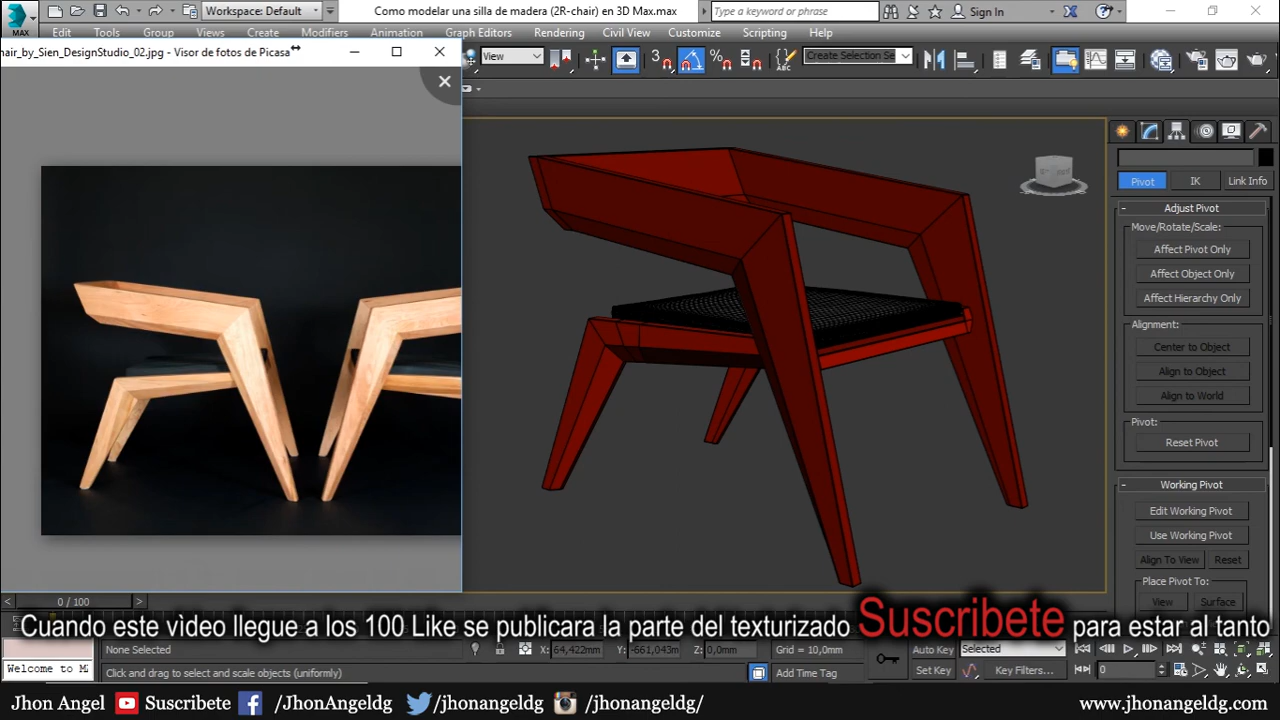 MAX
Workspace: Default
Como modelar una silla de madera (2R-chair) en 3D Max.max
Type a keyword or phrase
Sign In
Edit Tools Group Views Create Modifiers Animation Graph Editors Rendering Civil View Customize Scripting Help
hair_by_Sien_DesignStudio_02.jpg - Visor de fotos de Picasa
View
3
Create Selection Se
Pivot IK Link Info
- Adjust Pivot
Move/Rotate/Scale:
Affect Pivot Only
Affect Object Only
Affect Hierarchy Only
Alignment:
Center to Object
Align to Object
Align to World
Pivot:
Reset Pivot
- Working Pivot
Edit Working Pivot
Use Working Pivot
Align To View Reset
Place Pivot To:
View Surface
< 0 / 100 >
Cuando este vìdeo llegue a los 100 Like se publicara la parte del texturizado Suscribete para estar al tanto
None Selected
X: 64,422mm Y: -661,043m Z: 0,0mm Grid = 10,0mm
Auto Key Selected
Welcome to M
Click and drag to select and scale objects (uniformly)
Add Time Tag
Set Key Key Filters... 0
Jhon Angel Suscribete /JhonAngeldg /jhonangeldg /jhonangeldg/ www.jhonangeldg.com